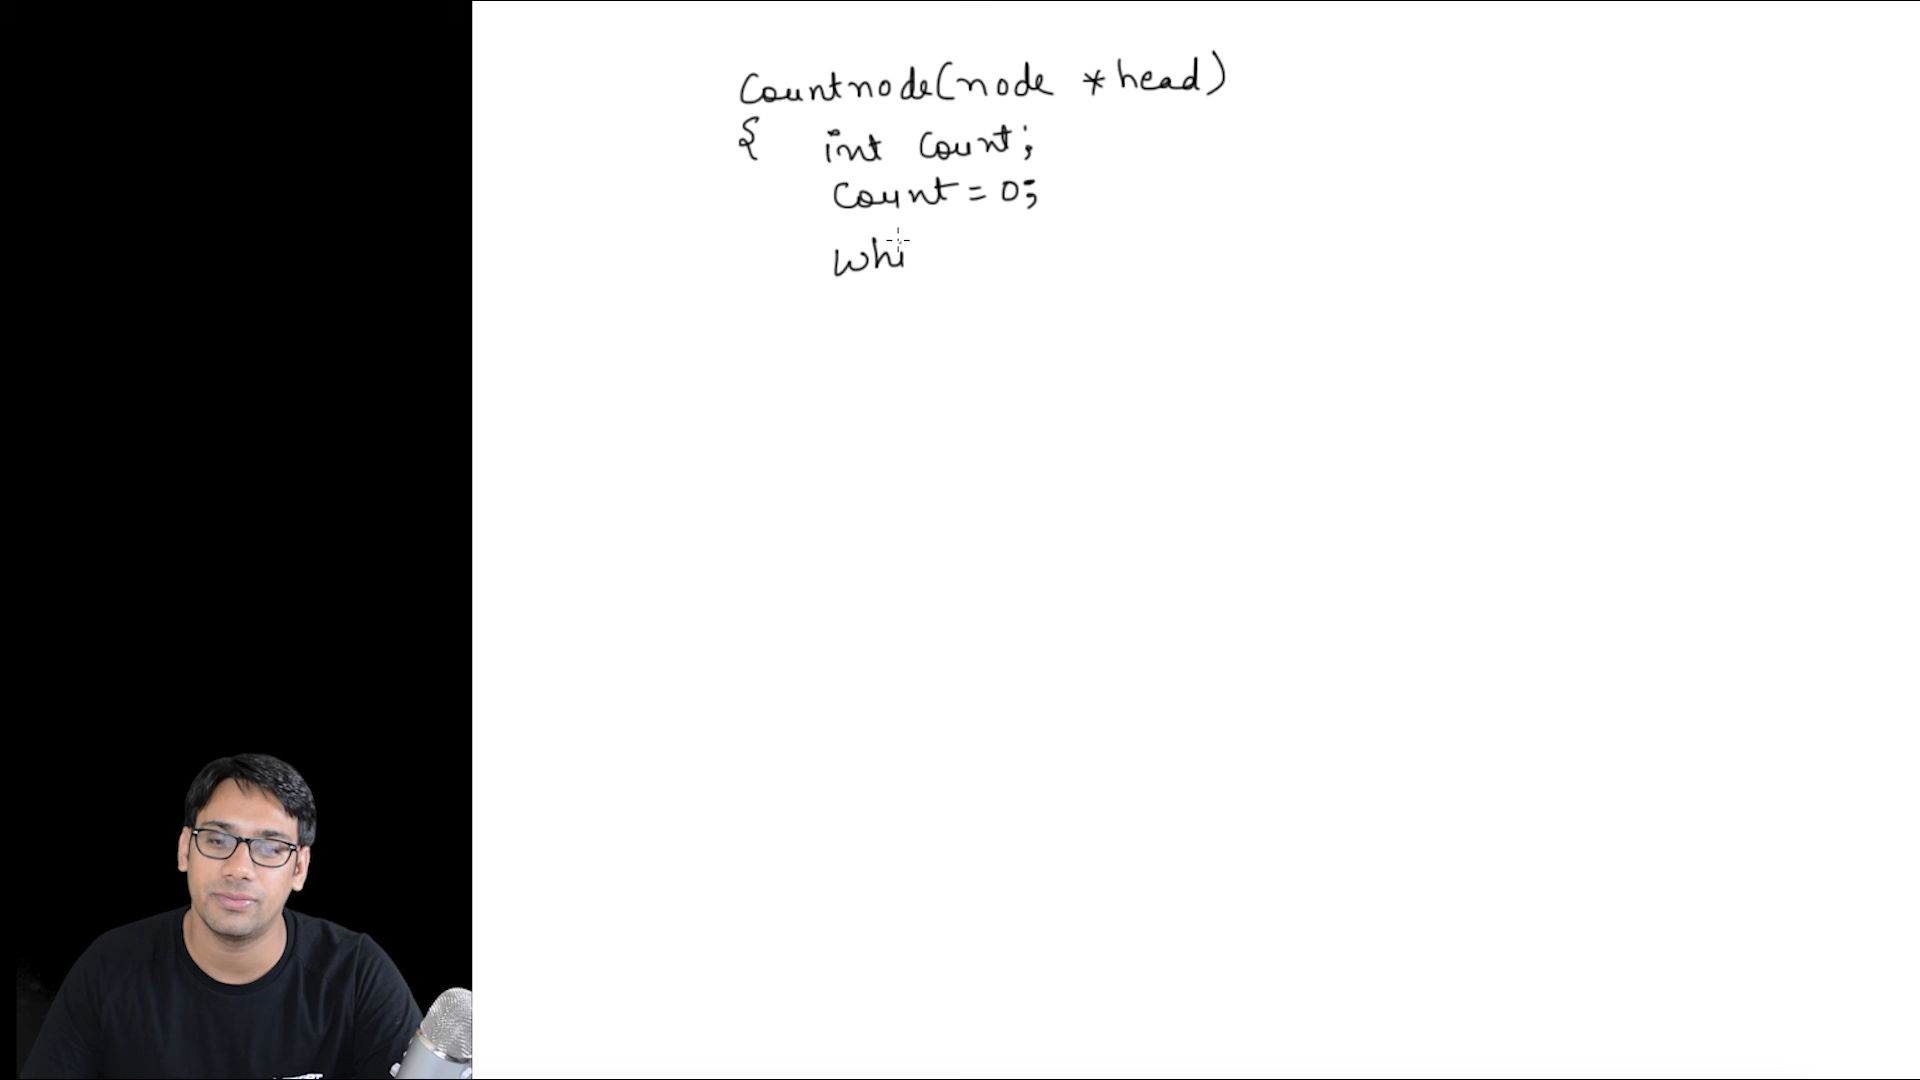 Countnode(node *head)
{ int Count;
Count = 0;
whi